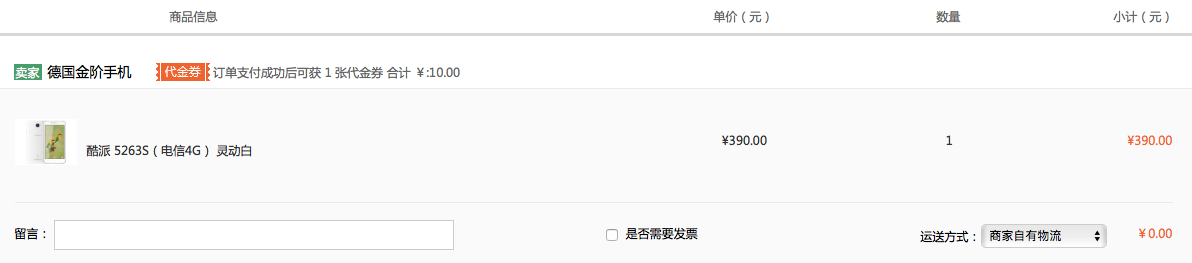 商品信息 单价（元） 数量 小计（元）
卖家 德国金阶手机 代金券 订单支付成功后可获 1 张代金券 合计 ￥:10.00
酷派 5263S（电信4G） 灵动白 ¥390.00 1 ¥390.00
留言： 是否需要发票 运送方式： 商家自有物流 ￥0.00